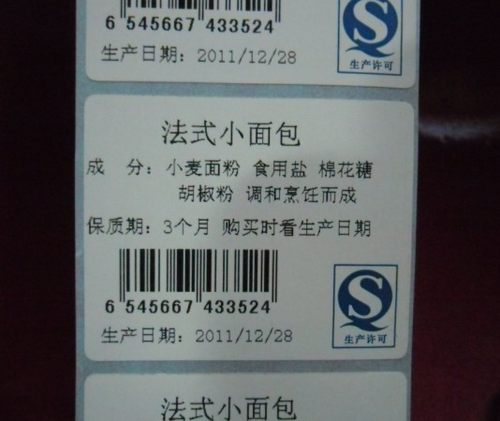 6 545667 433524
生产日期: 2011/12/28
生产许可
法式小面包
成 分: 小麦面粉 食用盐 棉花糖
胡椒粉 调和烹饪而成
保质期: 3个月 购买时看生产日期
6 545667 433524
生产日期: 2011/12/28
生产许可
法式小面包